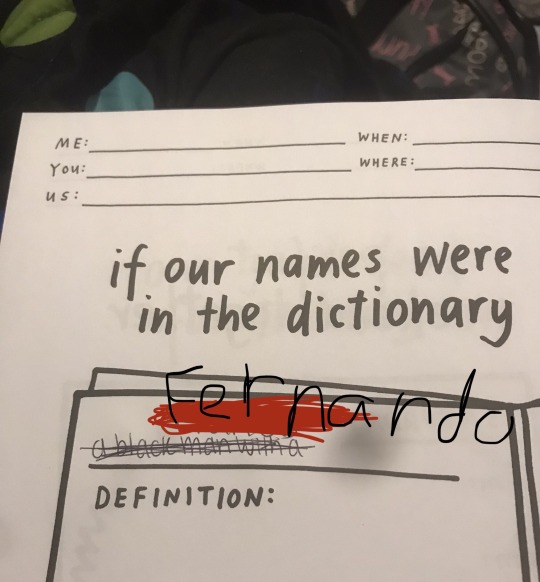 ME: WHEN:
You: WHERE:
us:
if our names were
in the dictionary
Fernando
a black man with a
DEFINITION: